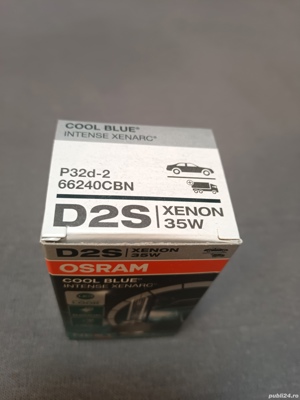 COOL BLUE®
INTENSE XENARC®
P32d-2
66240CBN
D2S XENON
35W
D2S XENON
35W
OSRAM
COOL BLUE®
INTENSE XENARC®
publi24.ro